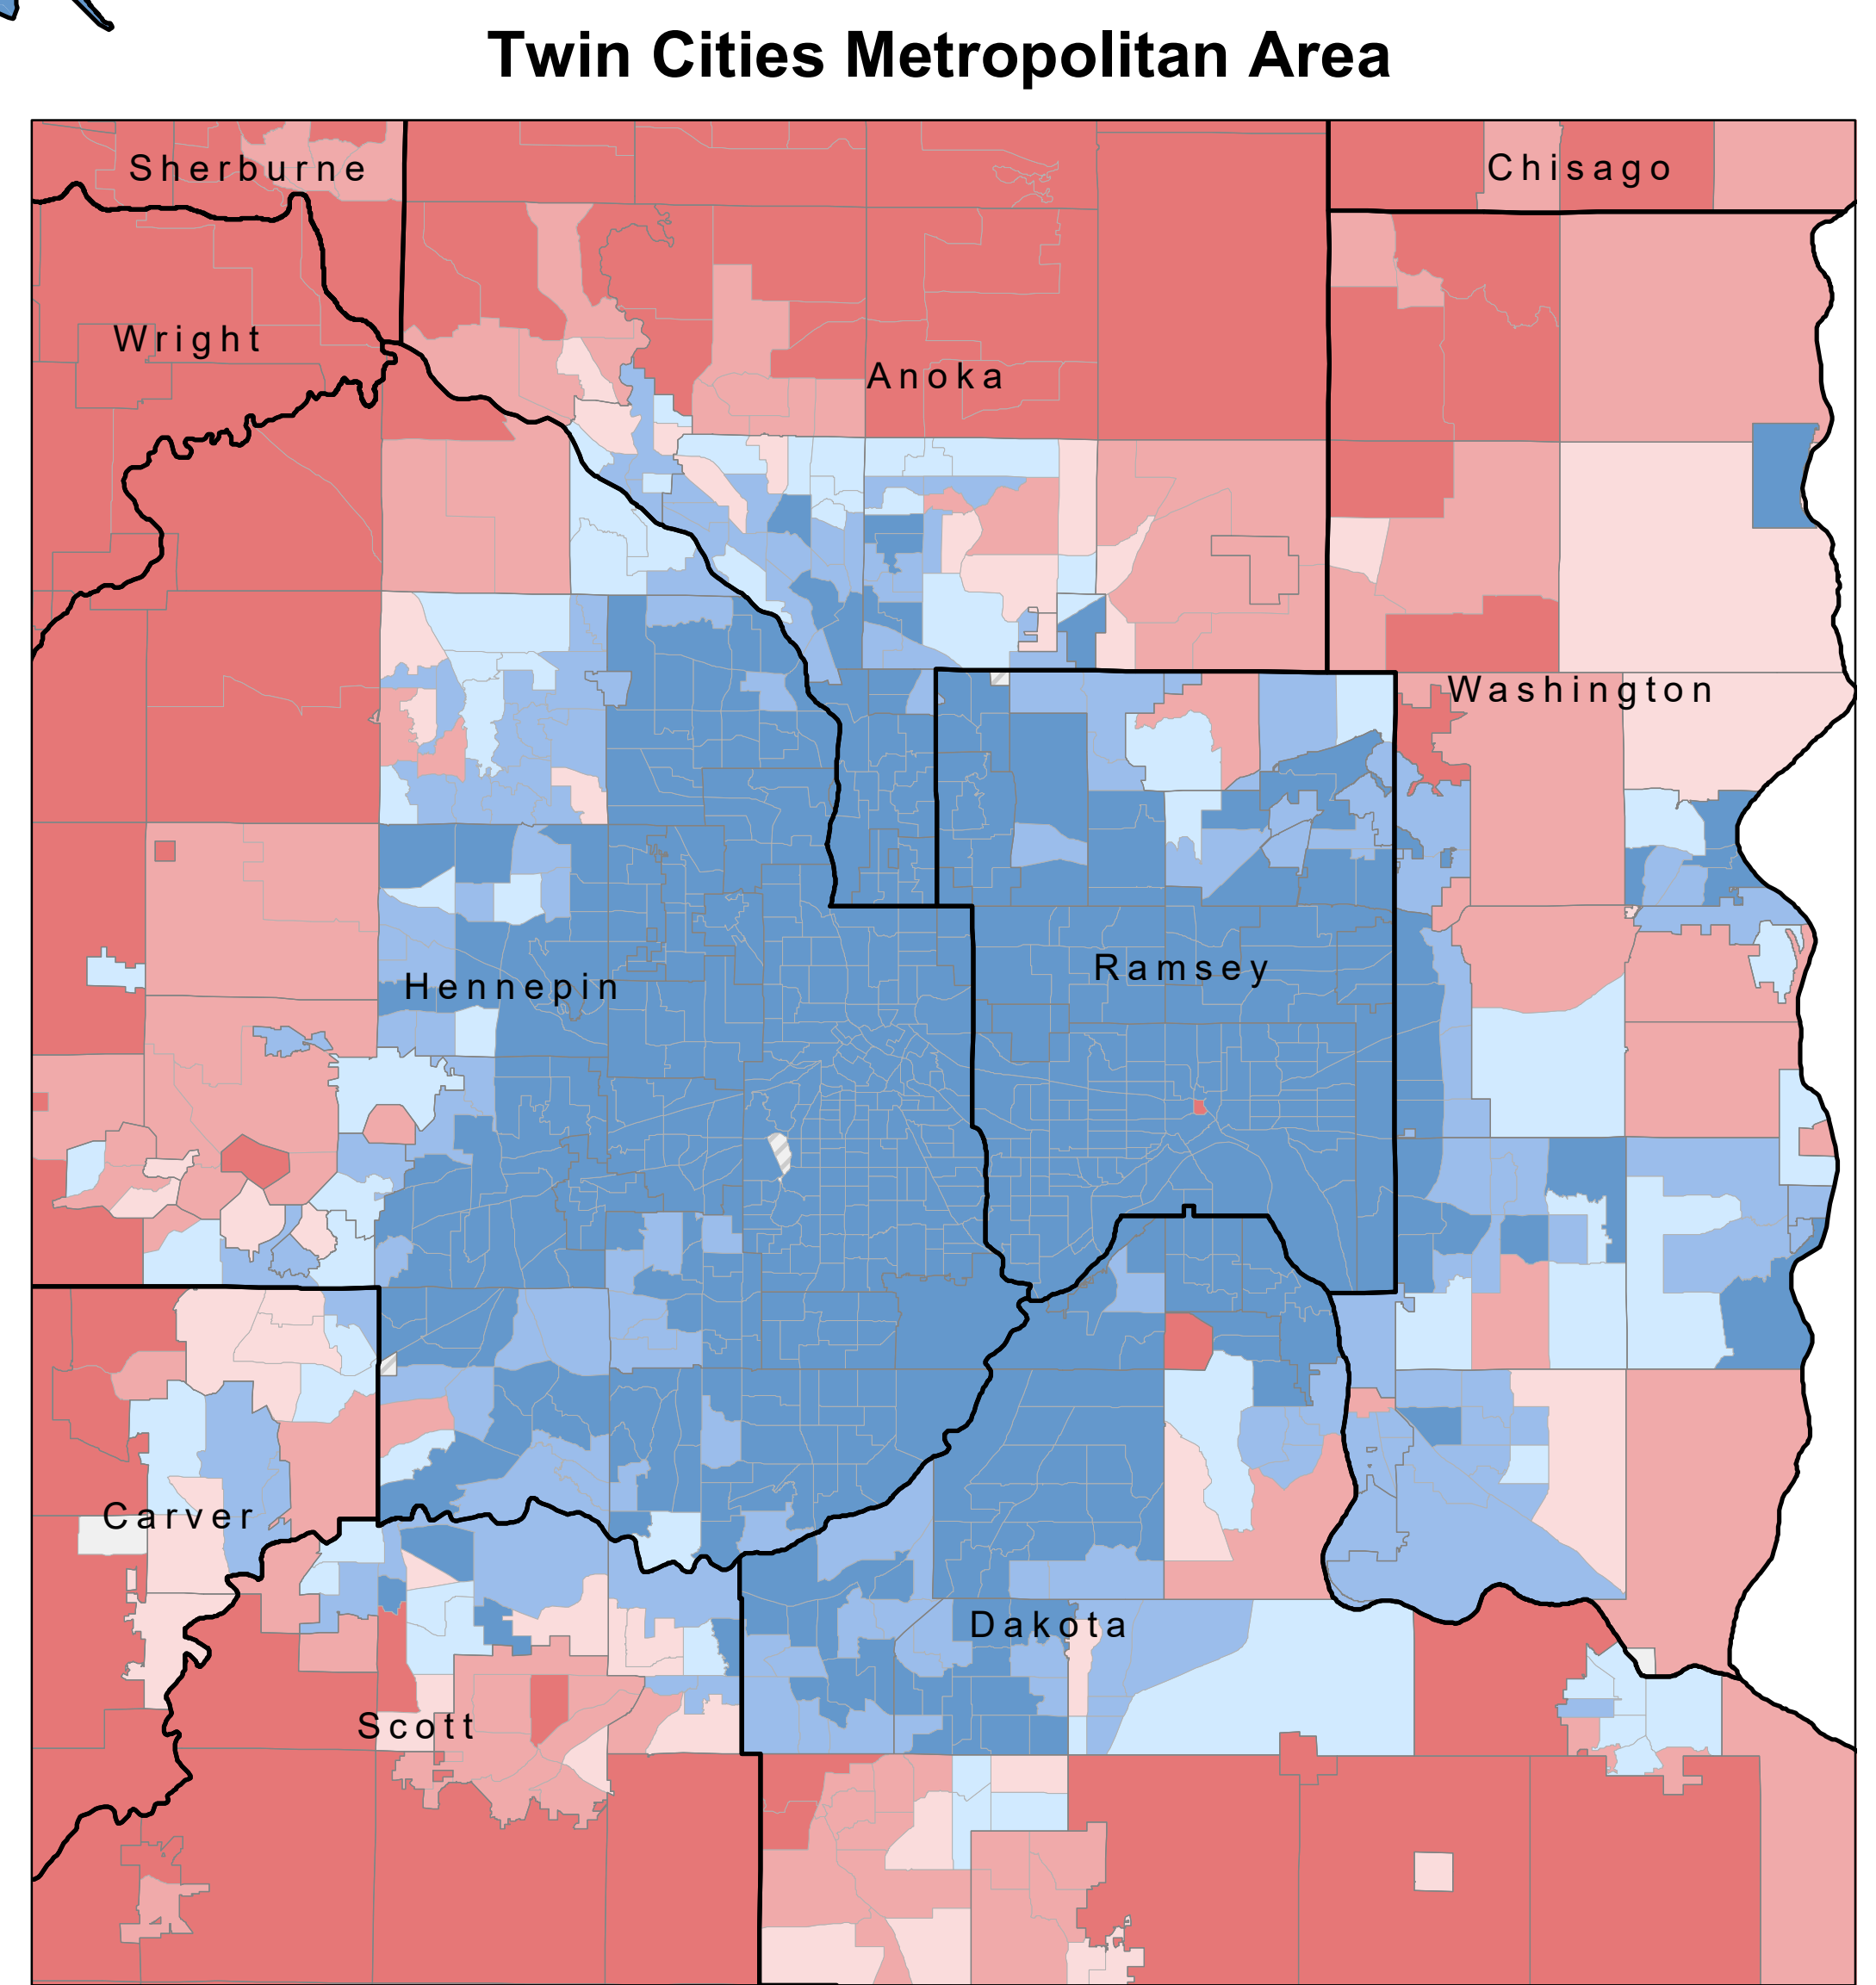 Twin Cities Metropolitan Area
Sherburne
Chisago
Wright
Anoka
Washington
Ramsey
Hennepin
Carver
Dakota
Scott